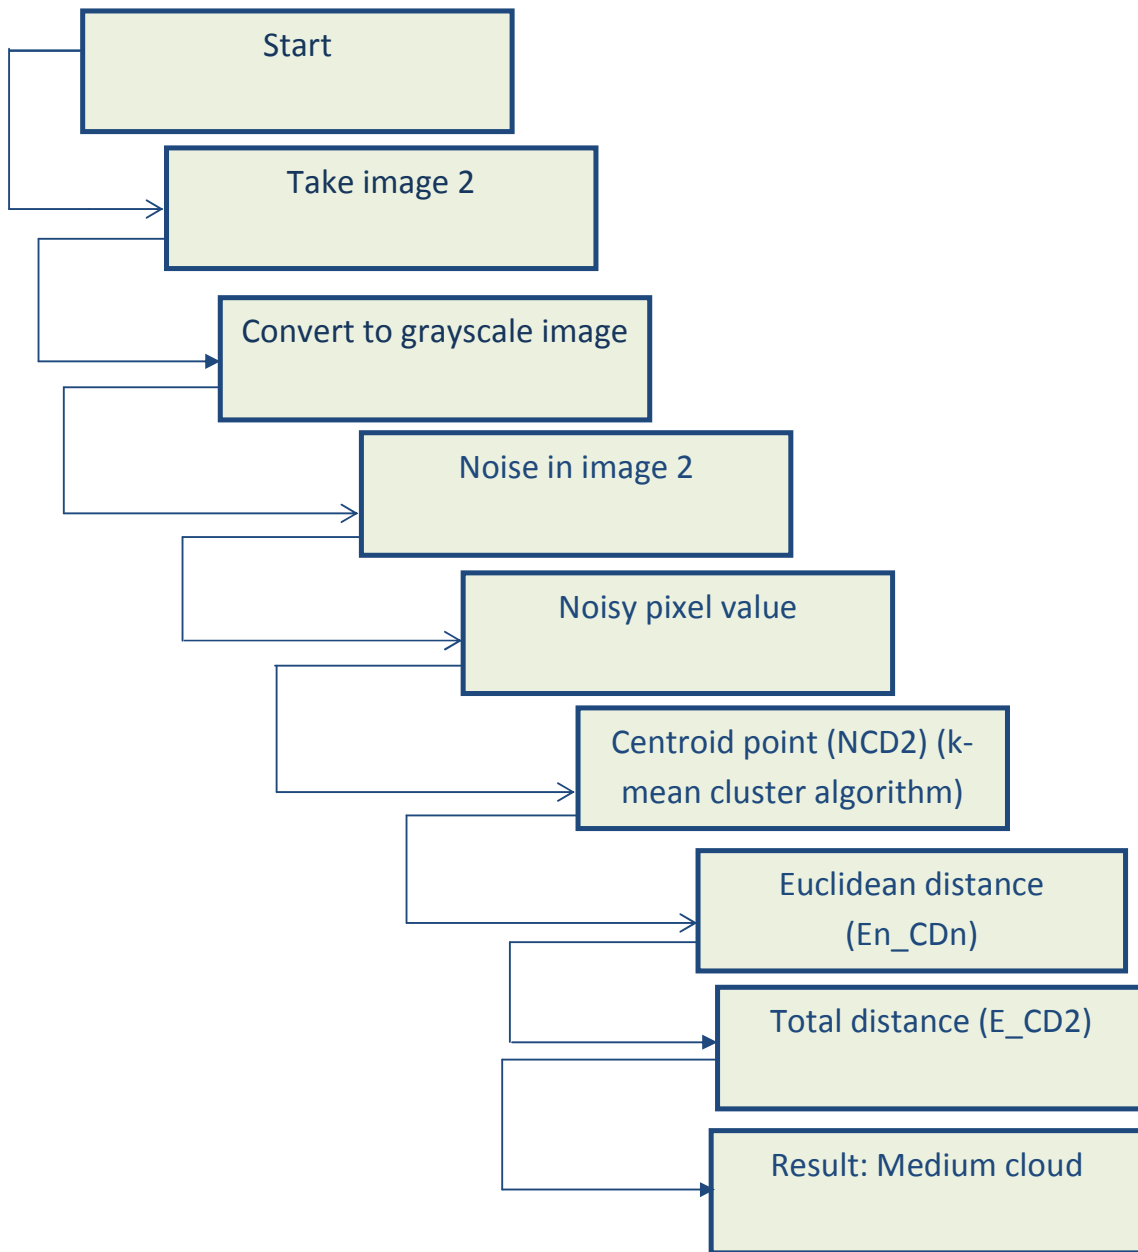 Start
Take image 2
Convert to grayscale image
Noise in image 2
Noisy pixel value
Centroid point (NCD2) (k-
mean cluster algorithm)
Euclidean distance
(En_CDn)
Total distance (E_CD2)
Result: Medium cloud